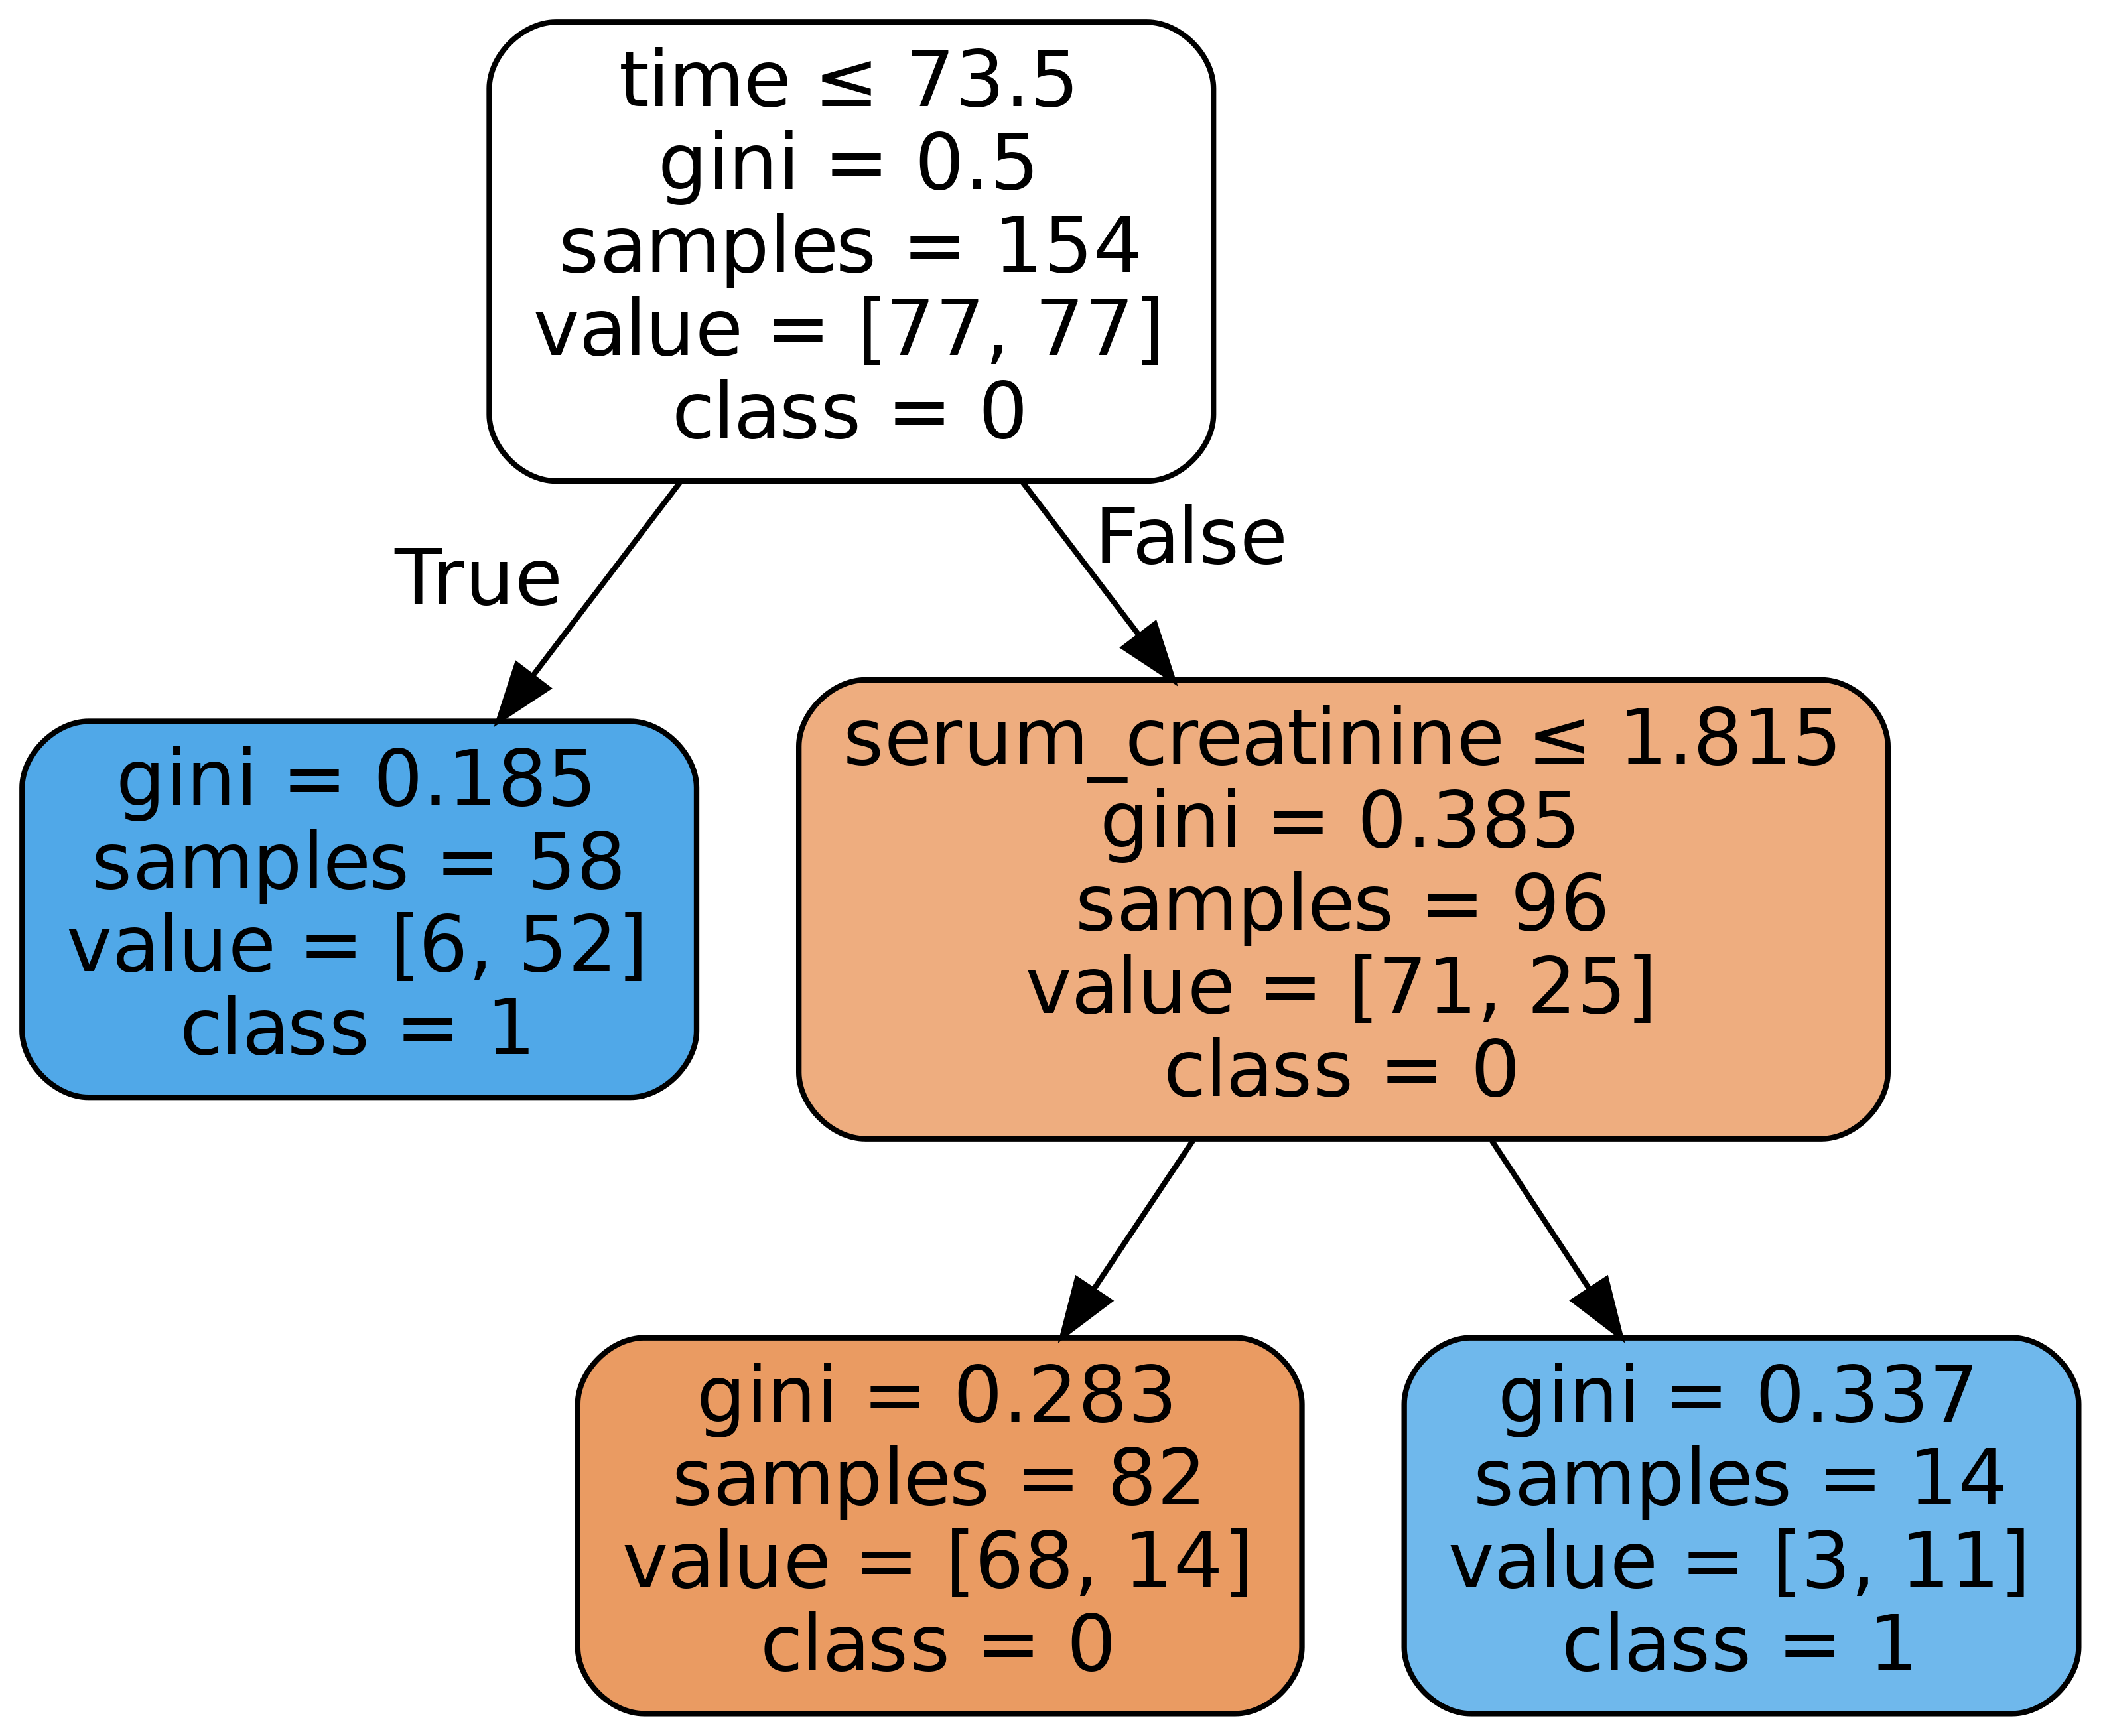 time ≤ 73.5
gini = 0.5
samples = 154
value = [77, 77]
class = 0
True
False
gini = 0.185
samples = 58
value = [6, 52]
class = 1
serum_creatinine ≤ 1.815
gini = 0.385
samples = 96
value = [71, 25]
class = 0
gini = 0.283
samples = 82
value = [68, 14]
class = 0
gini = 0.337
samples = 14
value = [3, 11]
class = 1